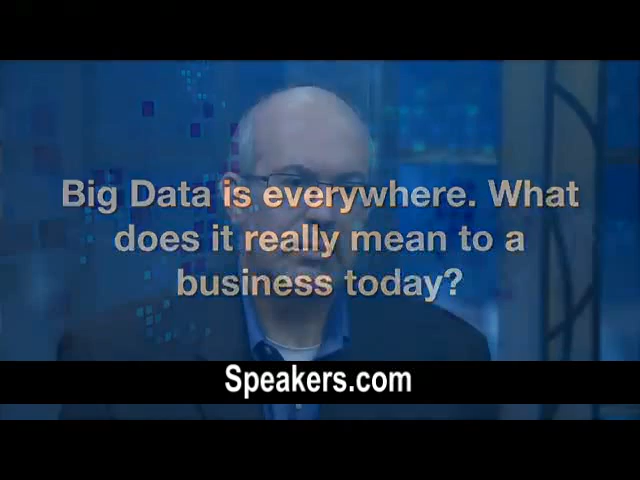 Big Data is everywhere. What
does it really mean to a
business today?
Speakers.com